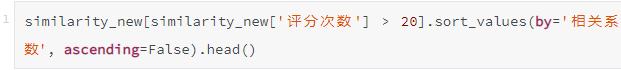 1
similarity_new[similarity_new['评分次数'] > 20].sort_values(by='相关系
数', ascending=False).head()